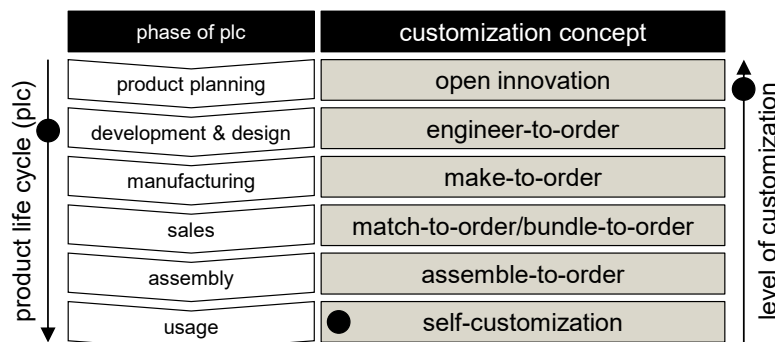 phase of plc customization concept
product planning open innovation
development & design engineer-to-order
manufacturing make-to-order
sales match-to-order/bundle-to-order
assembly assemble-to-order
usage self-customization
product life cycle (plc)
level of customization